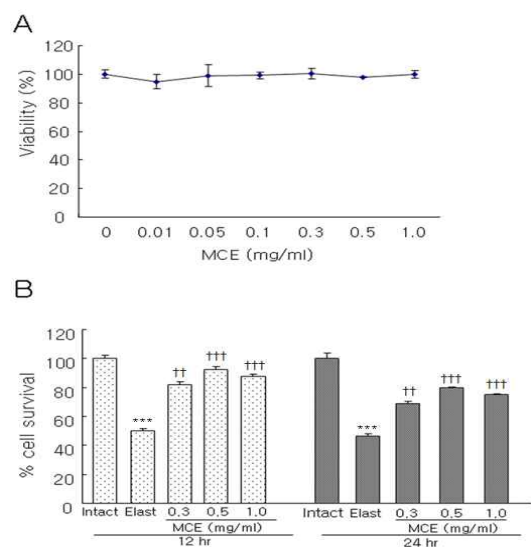 A
120
100
80
60
40
20
0
Viability (%)
0 0.01 0.05 0.1 0.3 0.5 1.0
MCE (mg/ml)
B
120
100
80
60
40
20
0
% cell survival
*** †† ††† ††† *** †† ††† †††
Intact Elast 0,3 0,5 1,0 Intact Elast 0,3 0,5 1,0
MCE (mg/ml) MCE (mg/ml)
12 hr 24 hr